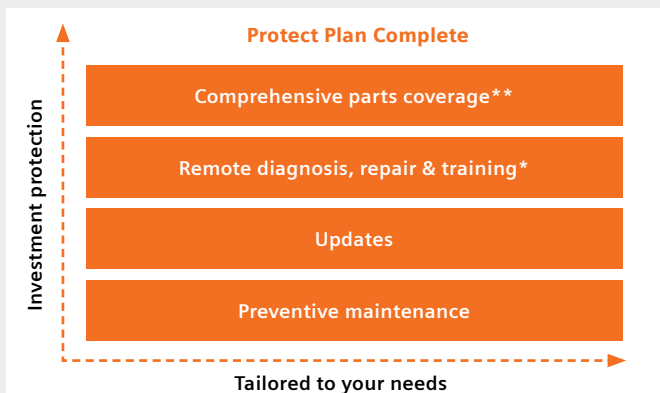 Protect Plan Complete
Comprehensive parts coverage**
Remote diagnosis, repair & training*
Updates
Preventive maintenance
Investment protection
Tailored to your needs